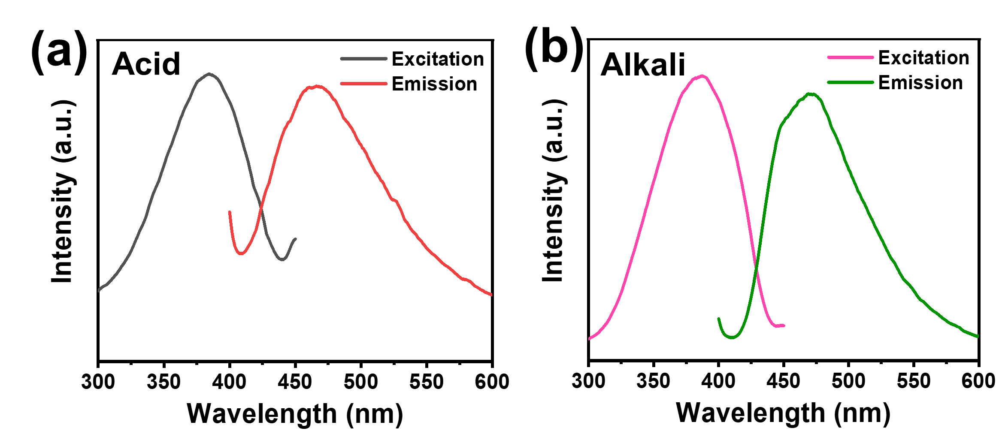 (a)
Acid
Excitation
Emission
Intensity (a.u.)
300 350 400 450 500 550 600
Wavelength (nm)
(b)
Alkali
Excitation
Emission
Intensity (a.u.)
300 350 400 450 500 550 600
Wavelength (nm)